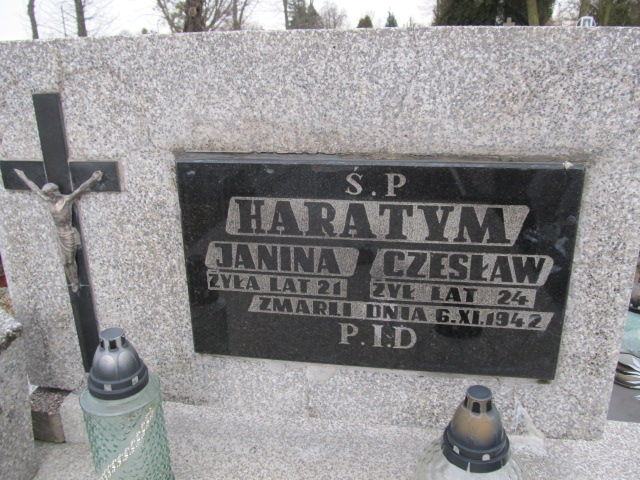 Ś.P
HARATYM
JANINA CZESŁAW
ŻYŁA LAT 21 ŻYŁ LAT 24
ZMARLI DNIA 6.XI.1942
P.I.D